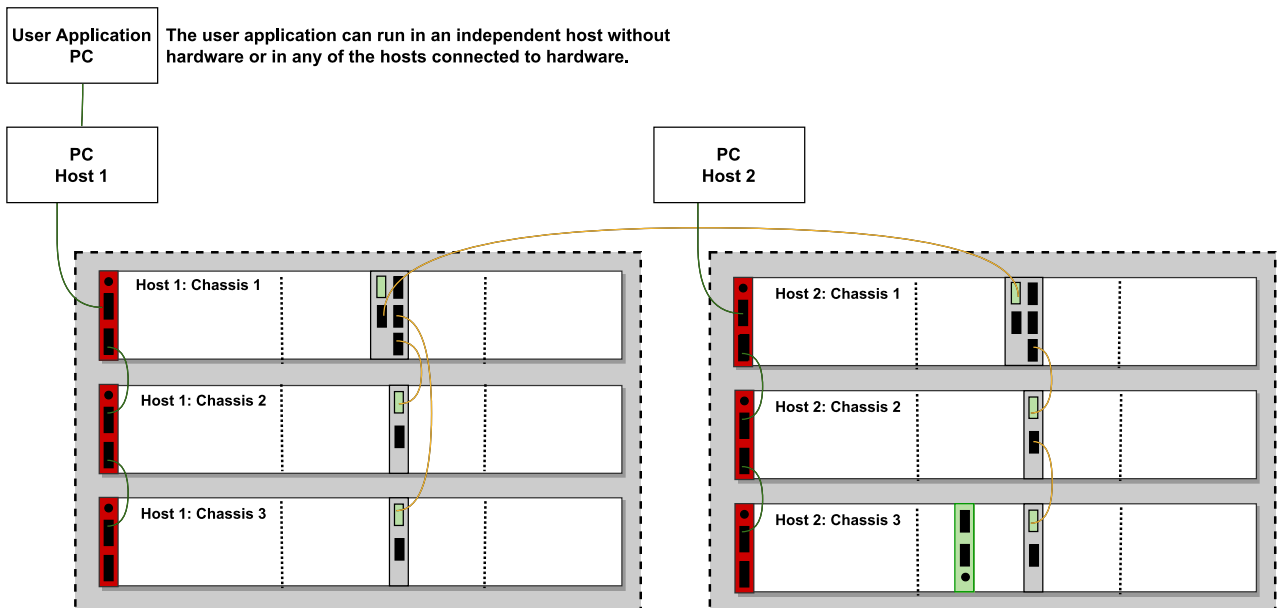 User Application
PC
The user application can run in an independent host without
hardware or in any of the hosts connected to hardware.
PC
Host 1
PC
Host 2
Host 1: Chassis 1
Host 1: Chassis 2
Host 1: Chassis 3
Host 2: Chassis 1
Host 2: Chassis 2
Host 2: Chassis 3